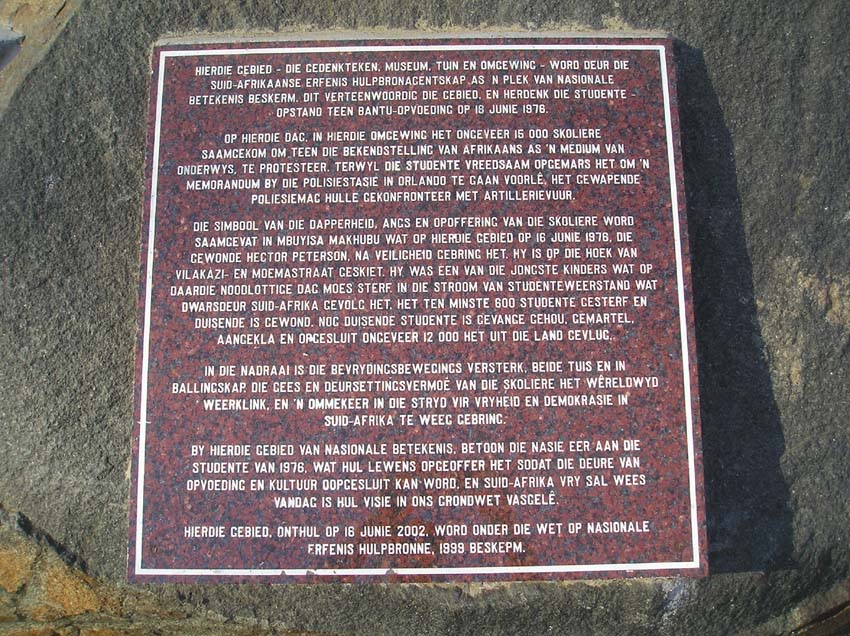 HIERDIE GEBIED - DIE GEDENKTEKEN, MUSEUM, TUIN EN OMGEWING - WORD DEUR DIE
SUID-AFRIKAANSE ERFENIS HULPBRONAGENTSKAP, AS 'N PLEK VAN NASIONALE
BETEKENIS BESKERM. DIT VERTEENWOORDIG DIE GEBIED, EN HERDENK DIE STUDENTE -
OPSTAND TEEN BANTU-OPVOEDING OP 16 JUNIE 1976.
OP HIERDIE DAG, IN HIERDIE OMGEWING HET ONGEVEER 15 000 SKOLIERE
SAAMGEKOM OM TEEN DIE BEKENDSTELLING VAN AFRIKAANS AS 'N MEDIUM VAN
ONDERWYS, TE PROTESTEER. TERWYL DIE STUDENTE VREEDSAAM OPGEMARS HET OM 'N
MEMORANDUM BY DIE POLISIESTASIE IN ORLANDO TE GAAN VOORLÊ, HET GEWAPENDE
POLIESIEMAG HULLE GEKONFRONTEER MET ARTILLERIEVUUR.
DIE SIMBOOL VAN DIE DAPPERHEID, ANGS EN OPOFFERING VAN DIE SKOLIERE WORD
SAAMGEVAT IN MBUYISA MAKHUBU WAT OP HIERDIE GEBIED OP 16 JUNIE 1976, DIE
GEWONDE HECTOR PETERSON, NA VEILIGHEID GEBRING HET. HY IS OP DIE HOEK VAN
VILAKAZI- EN MOEMASTRAAT GESKIET. HY WAS EEN VAN DIE JONGSTE KINDERS WAT OP
DAARDIE NOODLOTTIGE DAG MOES STERF. IN DIE STROOM VAN STUDENTEWEERSTAND WAT
DWARSDEUR SUID-AFRIKA GEVOLG HET, HET TEN MINSTE 600 STUDENTE GESTERF EN
DUISENDE IS GEWOND. NOG DUISENDE STUDENTE IS GEVANGE GEHOU, GEMARTEL,
AANGEKLA EN OPGESLUIT ONGEVEER 12 000 HET UIT DIE LAND GEVLUG.
IN DIE NADRAAI IS DIE BEVRYDINGSBEWEGINGS VERSTERK, BEIDE TUIS EN IN
BALLINGSKAP. DIE GEES EN DEURSETTINGSVERMOË VAN DIE SKOLIERE HET WÊRELDWYD
WEERKLINK, EN 'N OMMEKEER IN DIE STRYD VIR VRYHEID EN DEMOKRASIE IN
SUID-AFRIKA TE WEEG GEBRING.
BY HIERDIE GEBIED VAN NASIONALE BETEKENIS, BETOON DIE NASIE EER AAN DIE
STUDENTE VAN 1976, WAT HUL LEWENS OPGEOFFER HET SODAT DIE DEURE VAN
OPVOEDING EN KULTUUR OOPGESLUIT KAN WORD, EN SUID-AFRIKA VRY SAL WEES
VANDAG IS HUL VISIE IN ONS GRONDWET VASGELÊ.
HIERDIE GEBIED, ONTHUL OP 16 JUNIE 2002, WORD ONDER DIE WET OP NASIONALE
ERFENIS HULPBRONNE, 1999 BESKEPM.